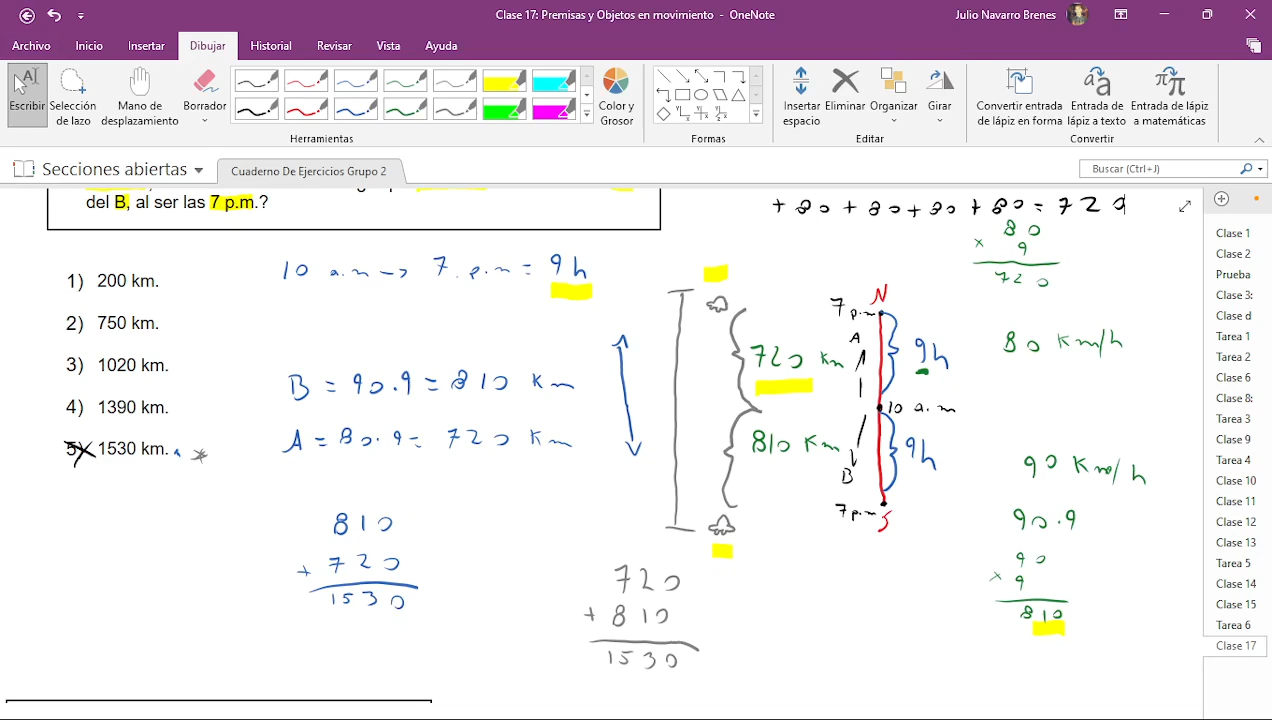 Clase 17: Premisas y Objetos en movimiento - OneNote
Julio Navarro Brenes
Archivo Inicio Insertar Dibujar Historial Revisar Vista Ayuda
Escribir
Selección de lazo
Mano de desplazamiento
Borrador
Color y Grosor
Insertar espacio
Eliminar
Organizar
Girar
Convertir entrada de lápiz en forma
Entrada de lápiz a texto
Entrada de lápiz a matemáticas
Herramientas
Formas
Editar
Convertir
Secciones abiertas
Cuaderno De Ejercicios Grupo 2
Buscar (Ctrl+J)
del B, al ser las 7 p.m.?
+ 80 + 80 + 80 + 80 = 720
80
× 9
720
10 a.m -> 7 p.m = 9h
1) 200 km.
2) 750 km.
3) 1020 km.
4) 1390 km.
5) 1530 km.
B = 90.9 = 810 Km
A = 80.9 = 720 Km
810
+ 720
1530
720 Km
810 Km
720
+ 810
1530
N
7 p.m
A
9h
10 a.m
9h
B
7 p.m
S
80 Km/h
90 Km/h
90.9
90
× 9
810
Clase 1
Clase 2
Prueba
Clase 3:
Clase d
Tarea 1
Tarea 2
Clase 6
Clase 8:
Tarea 3
Clase 9
Tarea 4
Clase 10
Clase 11
Clase 12
Clase 13
Tarea 5
Clase 14
Clase 15
Tarea 6
Clase 17